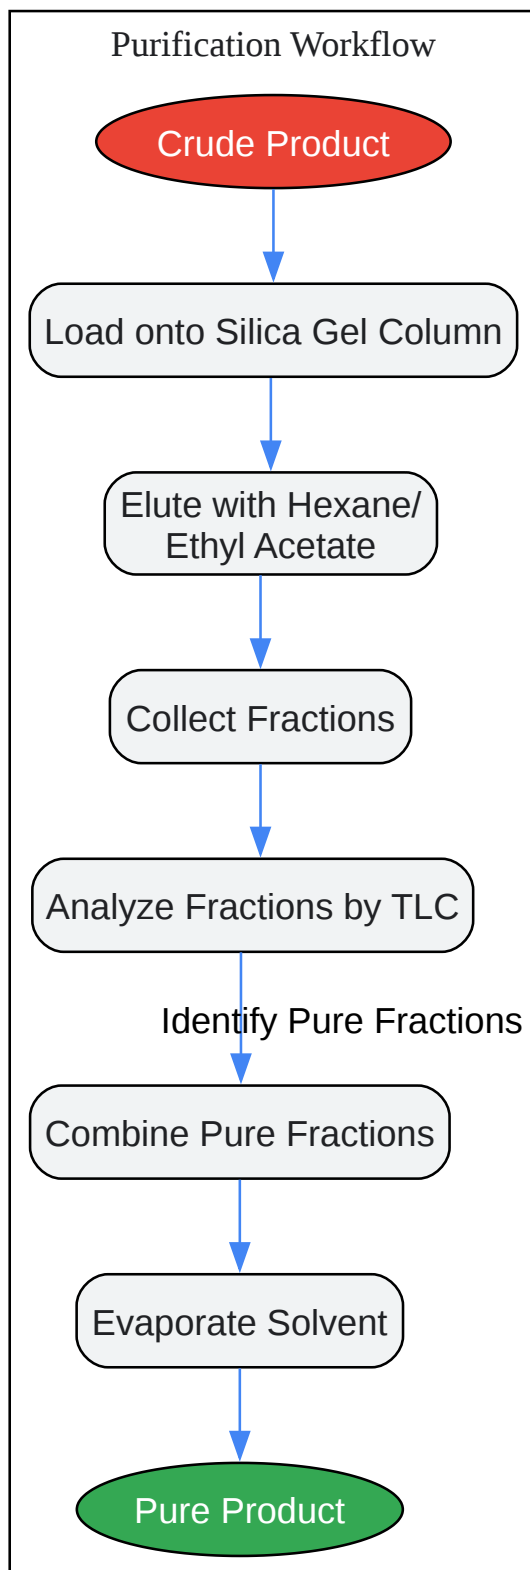 Purification Workflow
Crude Product
Load onto Silica Gel Column
Elute with Hexane/
Ethyl Acetate
Collect Fractions
Analyze Fractions by TLC
Identify Pure Fractions
Combine Pure Fractions
Evaporate Solvent
Pure Product